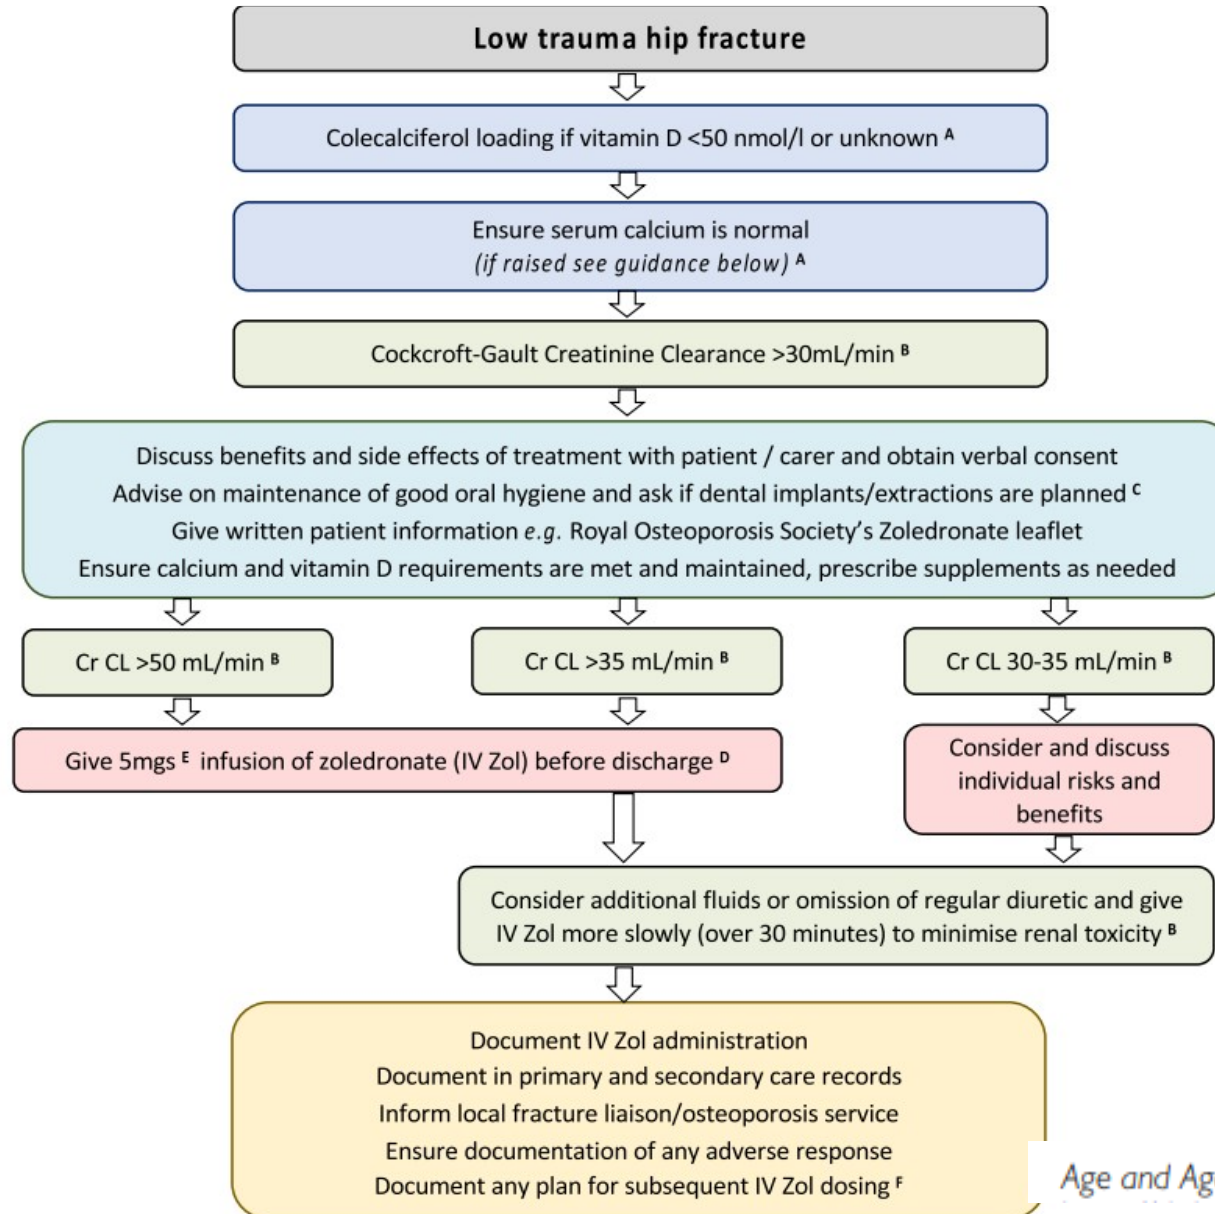 Low trauma hip fracture
Colecalciferol loading if vitamin D <50 nmol/l or unknown A
Ensure serum calcium is normal
(if raised see guidance below) A
Cockcroft-Gault Creatinine Clearance >30mL/min B
Discuss benefits and side effects of treatment with patient / carer and obtain verbal consent
Advise on maintenance of good oral hygiene and ask if dental implants/extractions are planned C
Give written patient information e.g. Royal Osteoporosis Society's Zoledronate leaflet
Ensure calcium and vitamin D requirements are met and maintained, prescribe supplements as needed
Cr CL >50 mL/min B
Cr CL >35 mL/min B
Cr CL 30-35 mL/min B
Give 5mgs E infusion of zoledronate (IV Zol) before discharge D
Consider and discuss
individual risks and
benefits
Consider additional fluids or omission of regular diuretic and give
IV Zol more slowly (over 30 minutes) to minimise renal toxicity B
Document IV Zol administration
Document in primary and secondary care records
Inform local fracture liaison/osteoporosis service
Ensure documentation of any adverse response
Document any plan for subsequent IV Zol dosing F
Age and Ag